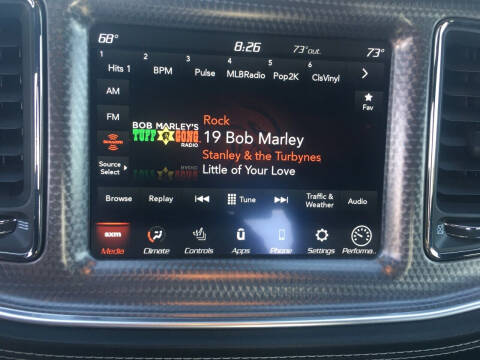 68°
8:26
73°out.
73°
1 2 3 4 5 6
Hits 1 BPM Pulse MLBRadio Pop2K ClsVinyl
AM
FM
SiriusXM
Source Select
Fav
BOB MARLEY'S
TUFF GONG
RADIO
Rock
19 Bob Marley
Stanley & the Turbynes
Little of Your Love
Browse Replay Tune Traffic & Weather Audio
sxm
Media Climate Controls Apps Phone Settings Performa..